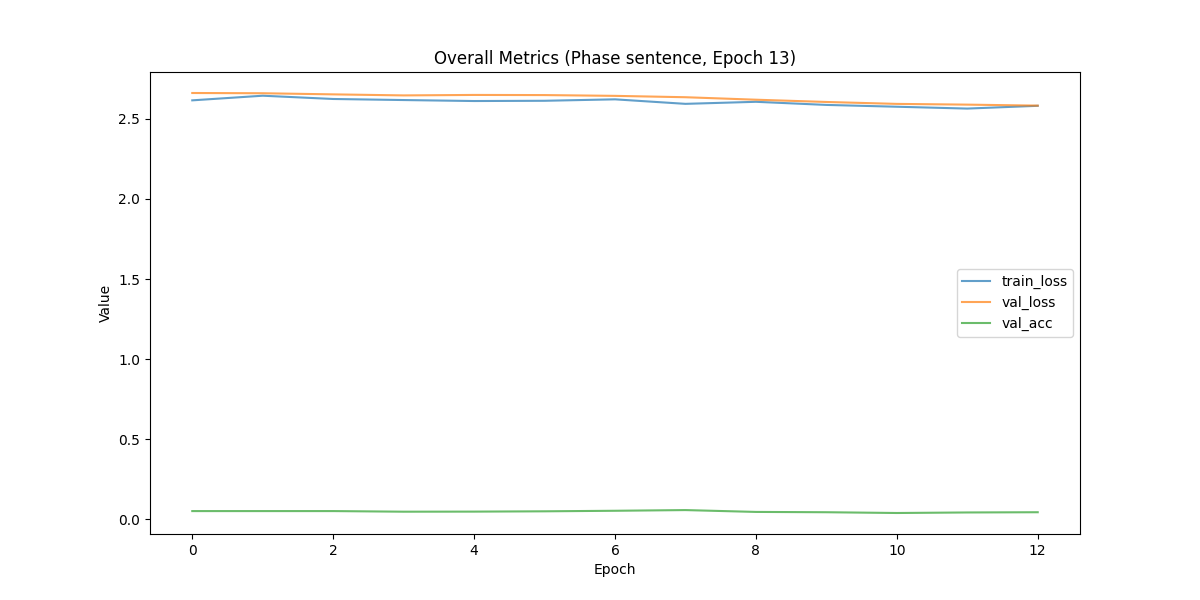 Overall Metrics (Phase sentence, Epoch 13)
2.5
2.0
1.5
1.0
0.5
0.0
Value
train_loss
val_loss
val_acc
0 2 4 6 8 10 12
Epoch